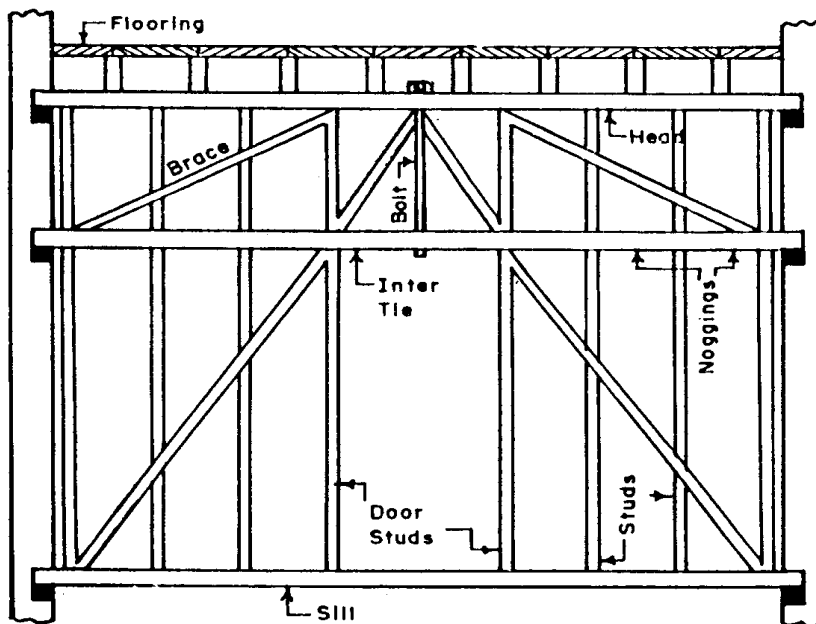 Flooring
Head
Brace
Bolt
Inter
Tie
Noggings
Door
Studs
Studs
Sill